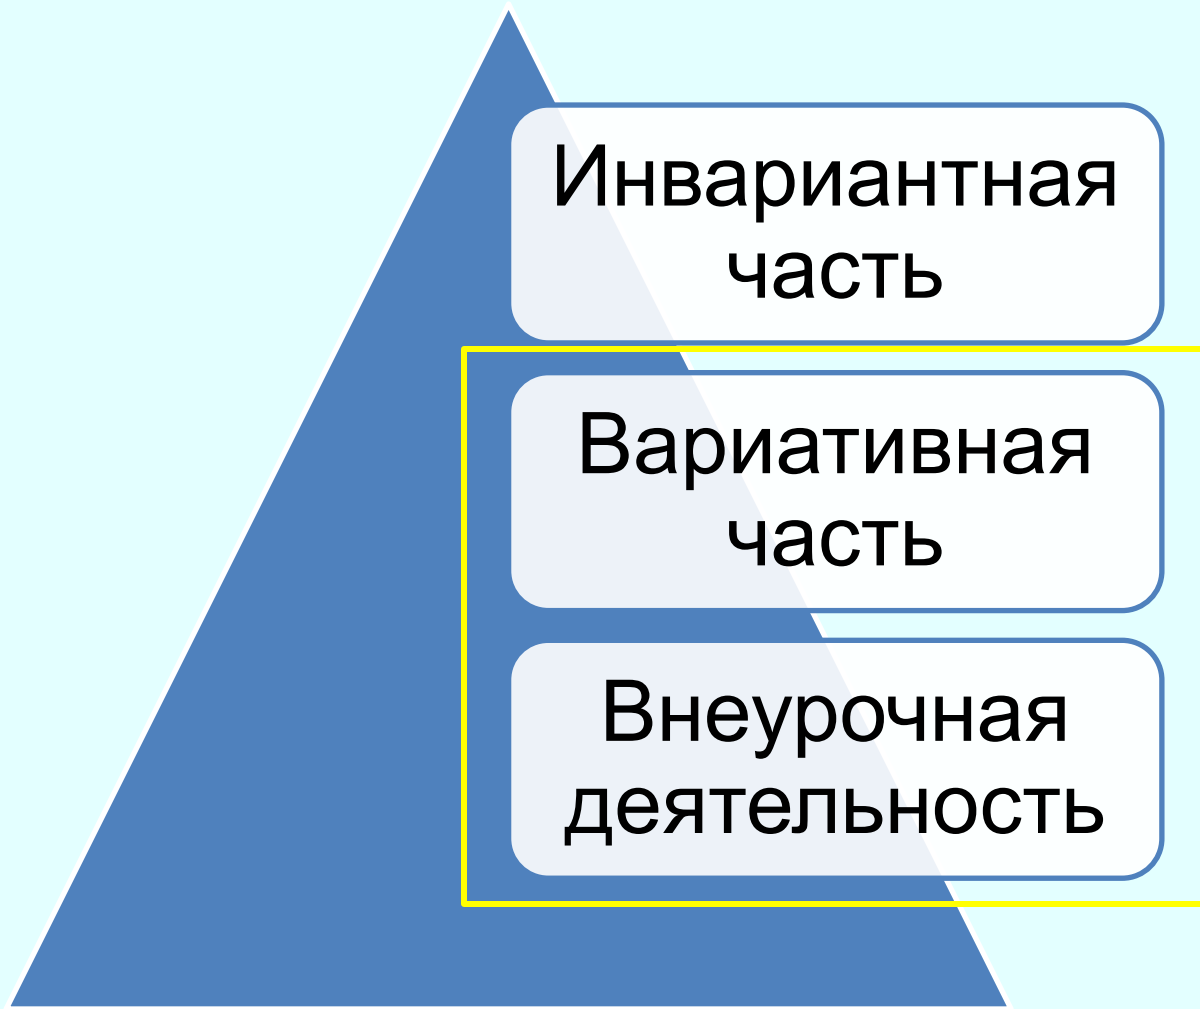 Инвариантная
часть
Вариативная
часть
Внеурочная
деятельность